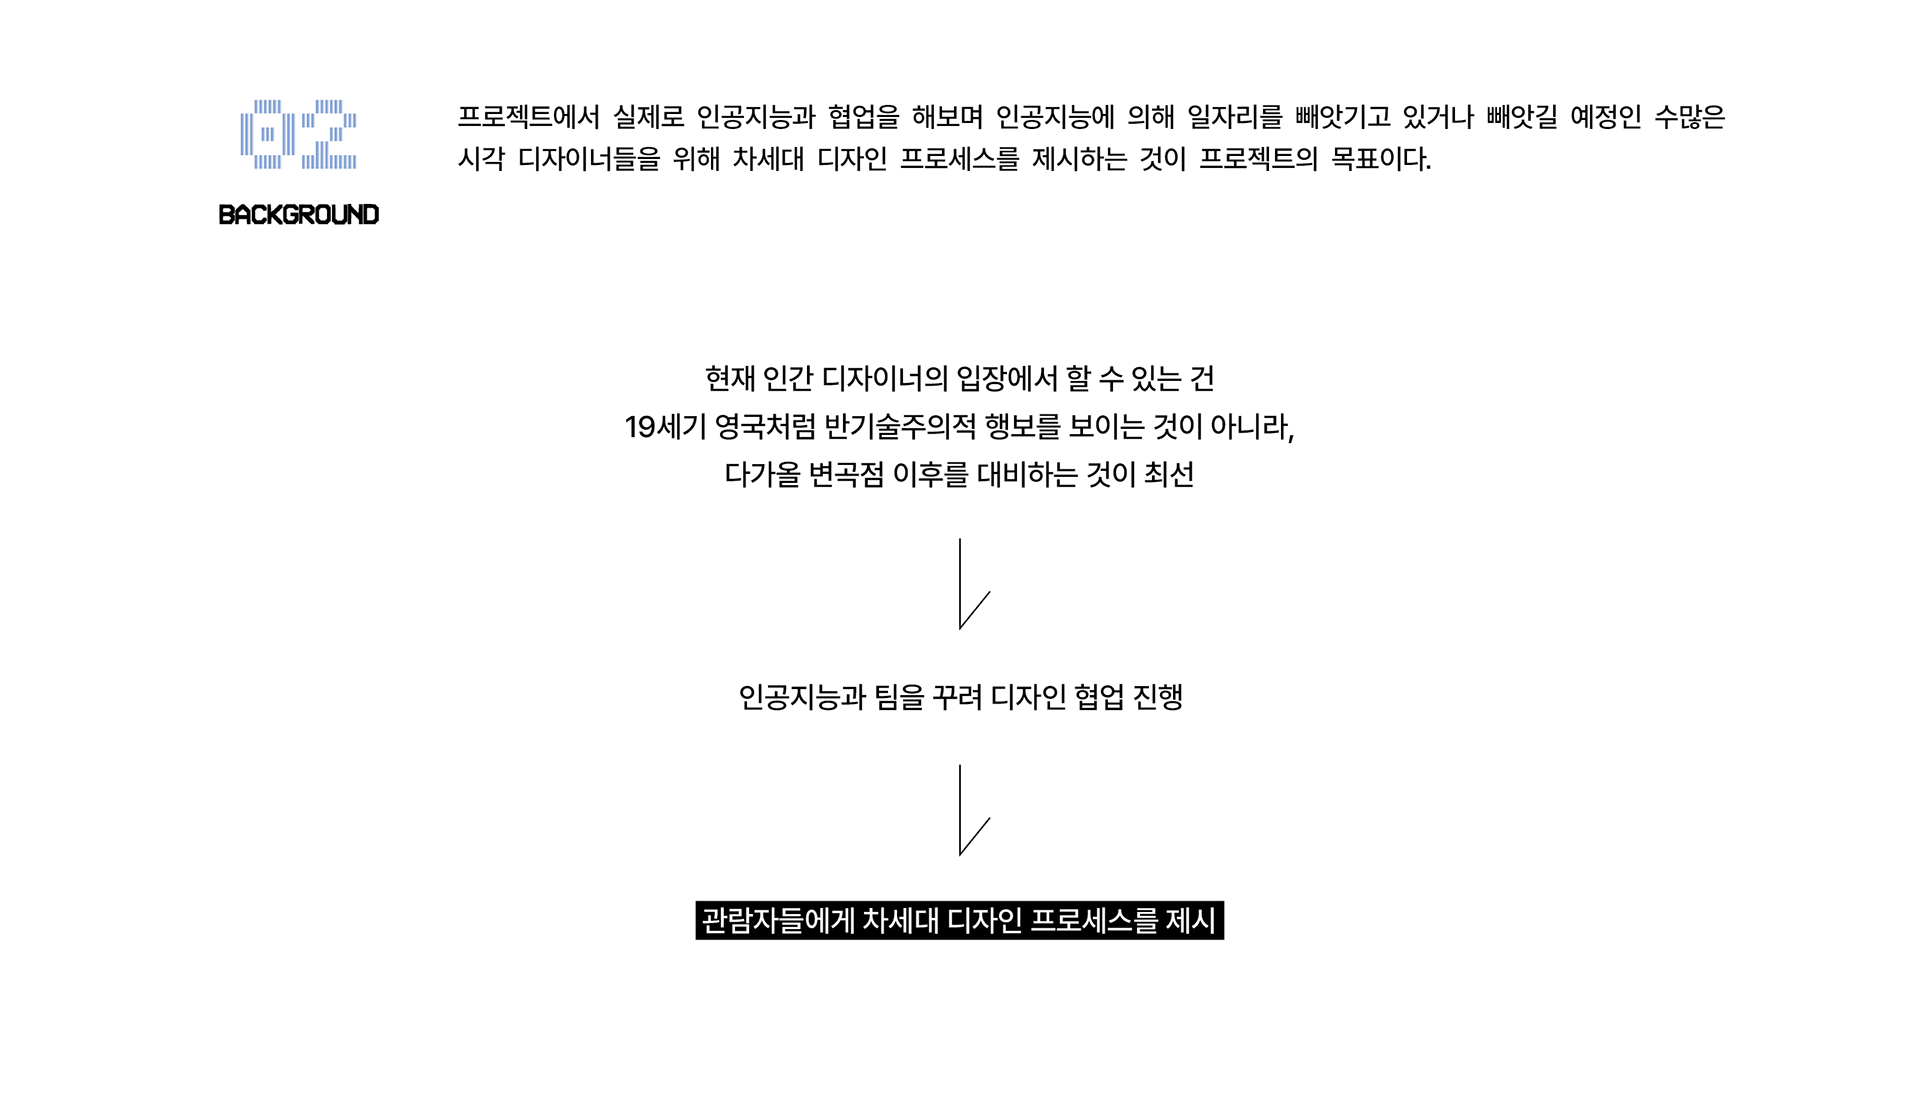 02
BACKGROUND
프로젝트에서 실제로 인공지능과 협업을 해보며 인공지능에 의해 일자리를 빼앗기고 있거나 빼앗길 예정인 수많은
시각 디자이너들을 위해 차세대 디자인 프로세스를 제시하는 것이 프로젝트의 목표이다.
현재 인간 디자이너의 입장에서 할 수 있는 건
19세기 영국처럼 반기술주의적 행보를 보이는 것이 아니라,
다가올 변곡점 이후를 대비하는 것이 최선
인공지능과 팀을 꾸려 디자인 협업 진행
관람자들에게 차세대 디자인 프로세스를 제시